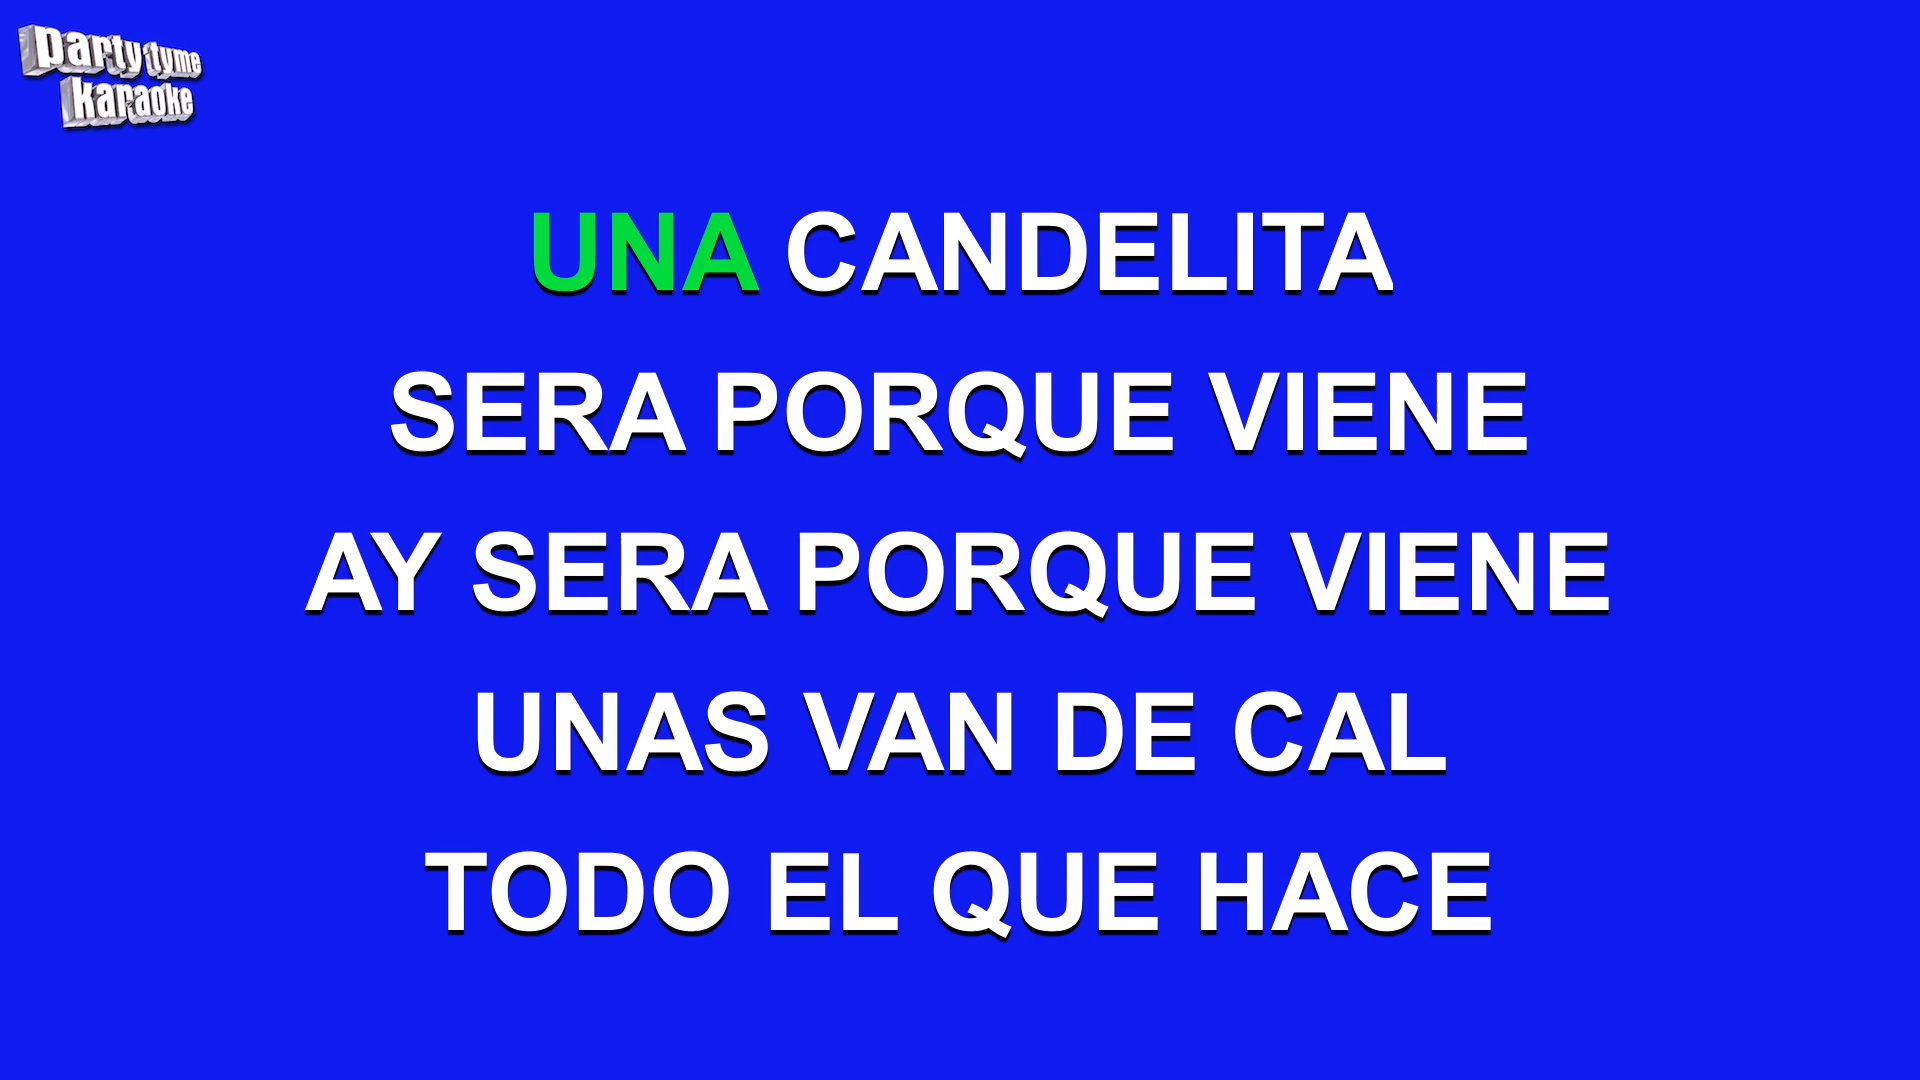 party tyme
karaoke
UNA CANDELITA
SERA PORQUE VIENE
AY SERA PORQUE VIENE
UNAS VAN DE CAL
TODO EL QUE HACE